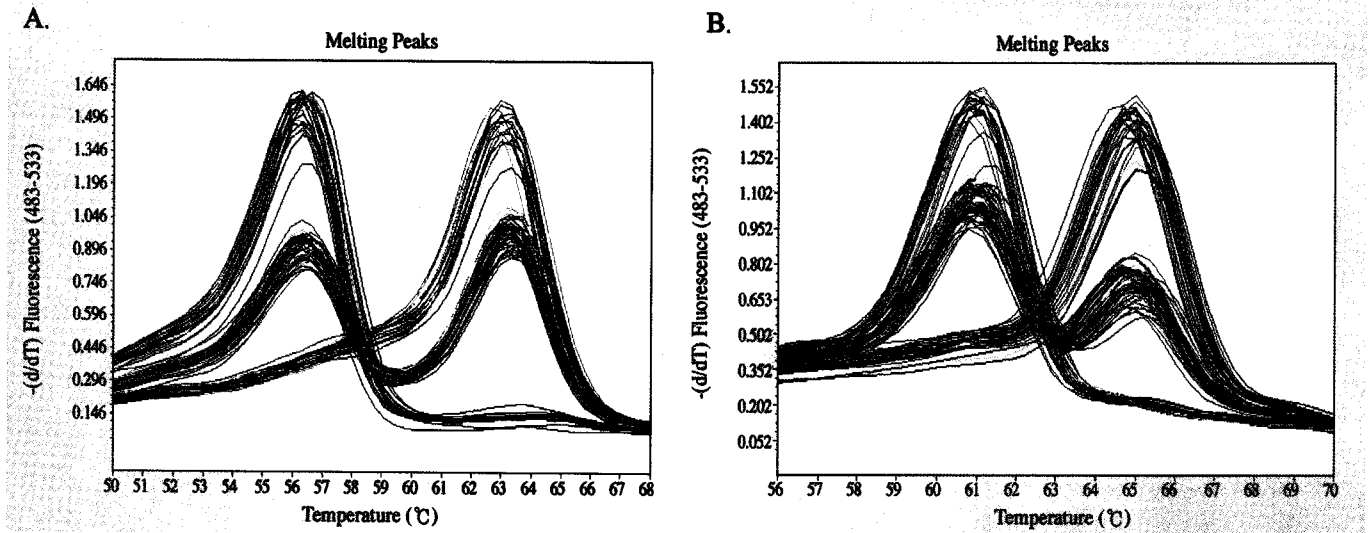 A.
Melting Peaks
-(d/dT) Fluorescence (483-533)
1.646
1.496
1.346
1.196
1.046
0.896
0.746
0.596
0.446
0.296
0.146
50 51 52 53 54 55 56 57 58 59 60 61 62 63 64 65 66 67 68
Temperature (℃)
B.
Melting Peaks
-(d/dT) Fluorescence (483-533)
1.552
1.402
1.252
1.102
0.952
0.802
0.653
0.502
0.352
0.202
0.052
56 57 58 59 60 61 62 63 64 65 66 67 68 69 70
Temperature (℃)